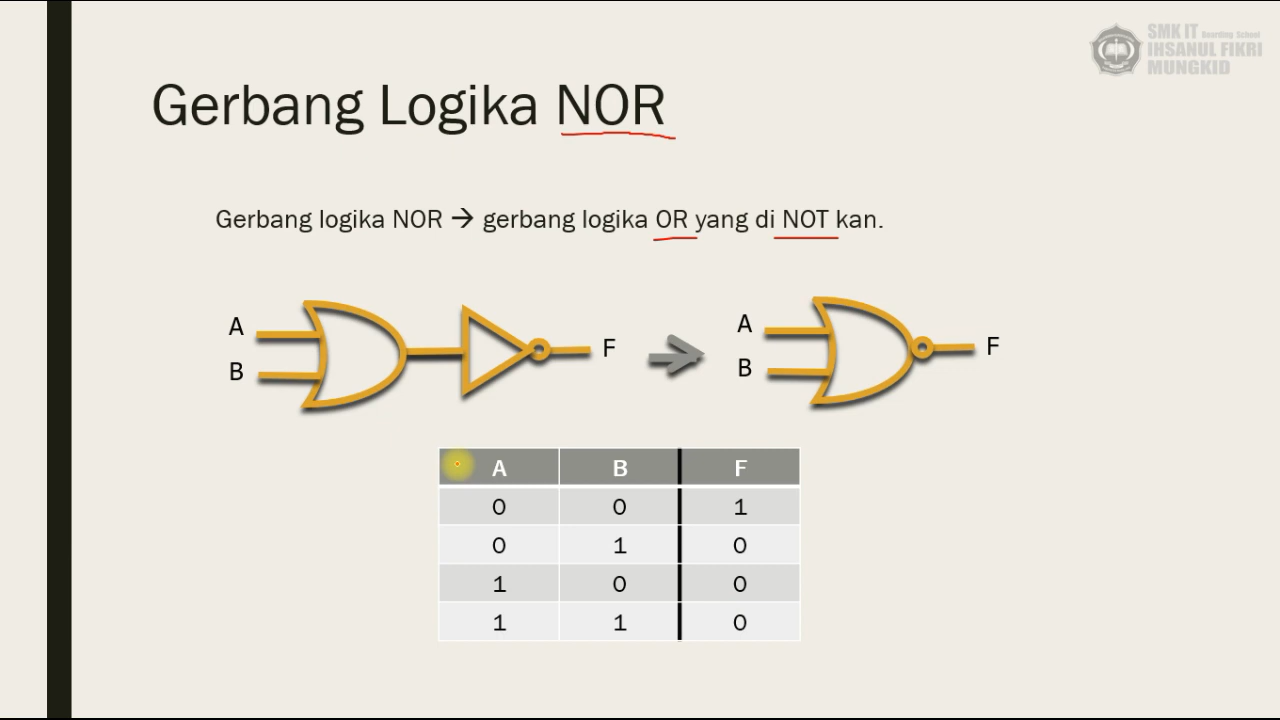 SMK IT Boarding School
IHSANUL FIKRI
MUNGKID
Gerbang Logika NOR
Gerbang logika NOR → gerbang logika OR yang di NOT kan.
A
B
F
A
B
F
A B F
0 0 1
0 1 0
1 0 0
1 1 0